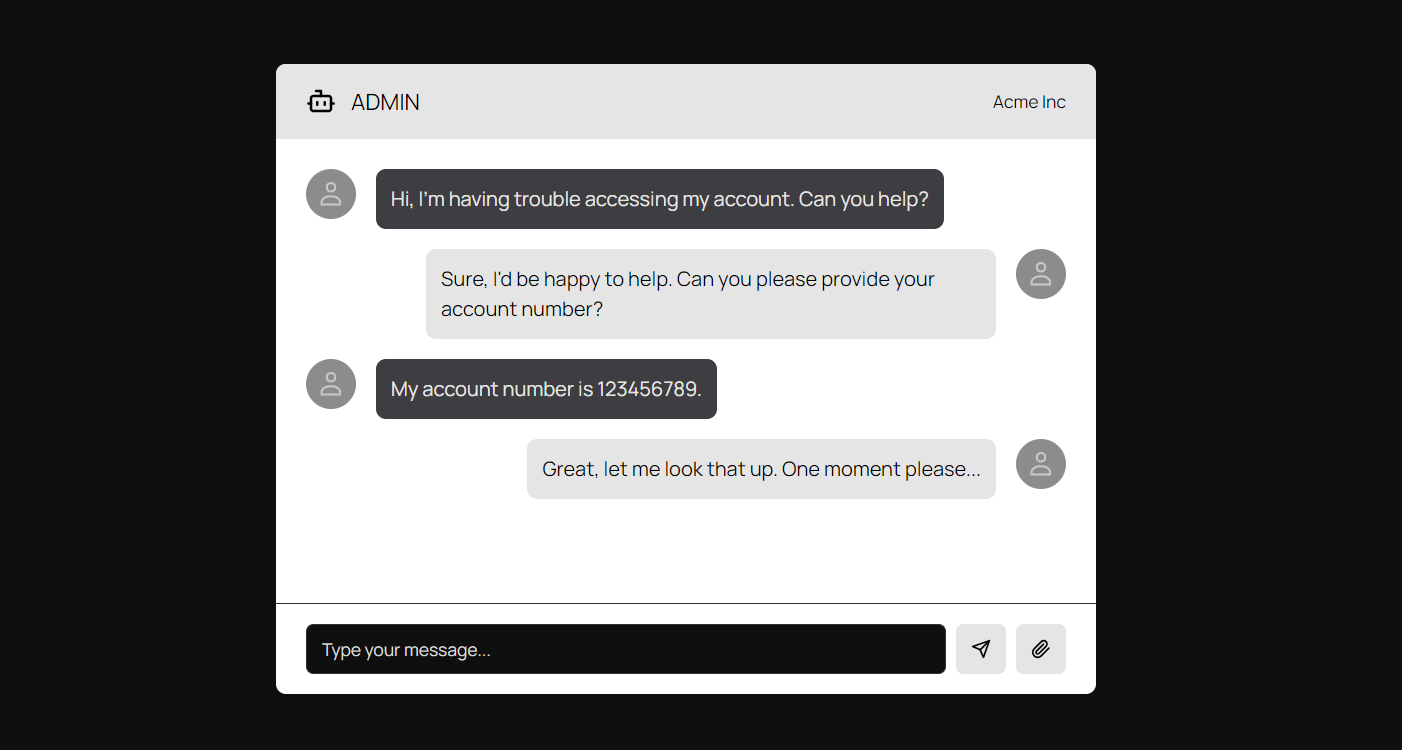 ADMIN
Acme Inc
Hi, I'm having trouble accessing my account. Can you help?
Sure, I'd be happy to help. Can you please provide your
account number?
My account number is 123456789.
Great, let me look that up. One moment please...
Type your message...